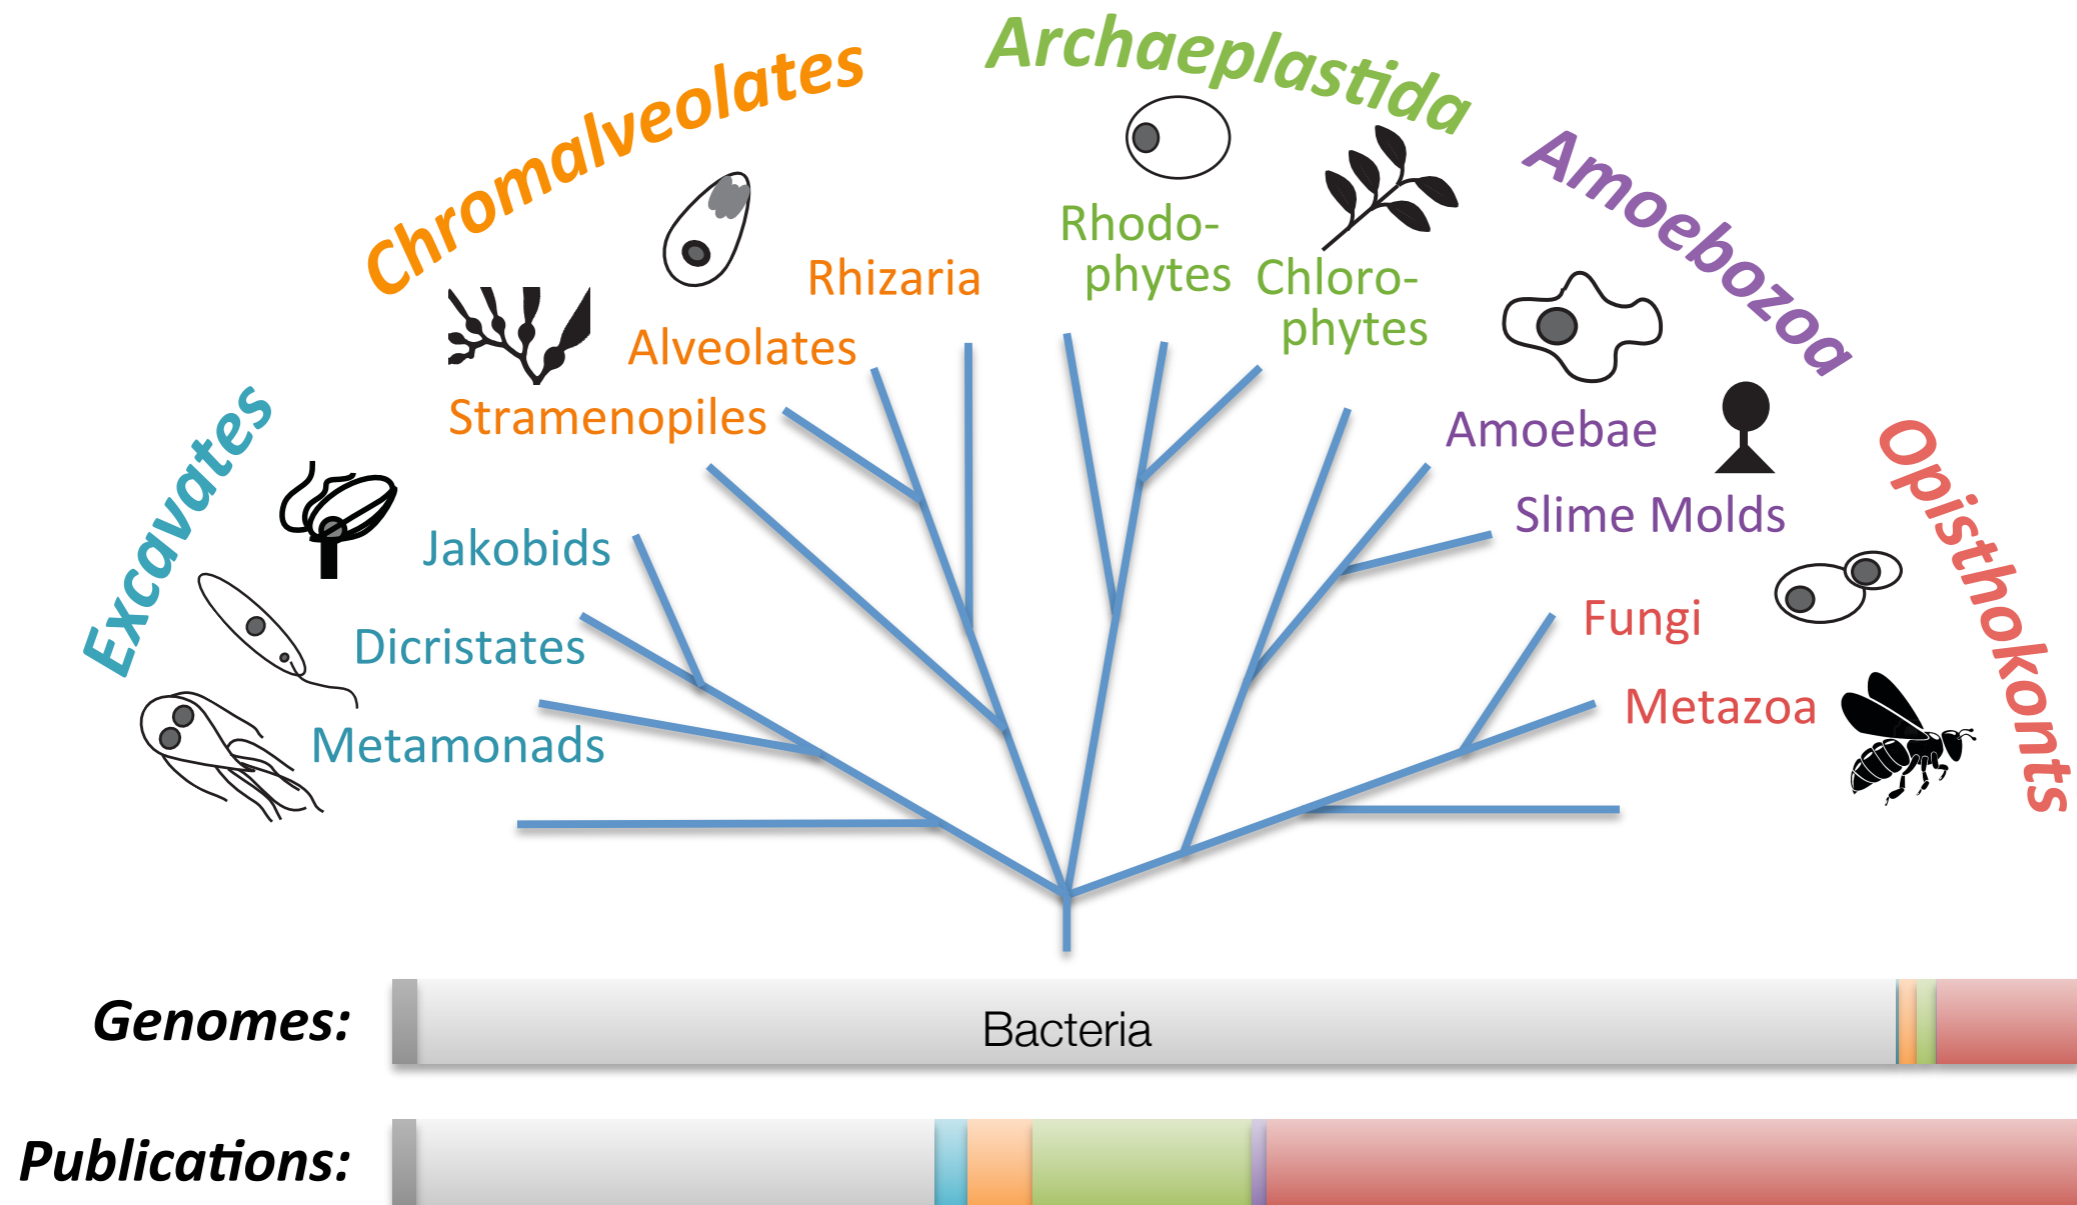 Excavates
Chromalveolates
Archaeplastida
Amoebozoa
Opisthokonts
Jakobids
Dicristates
Metamonads
Stramenopiles
Alveolates
Rhizaria
Rhodo-
phytes
Chloro-
phytes
Amoebae
Slime Molds
Fungi
Metazoa
Genomes:
Bacteria
Publications: